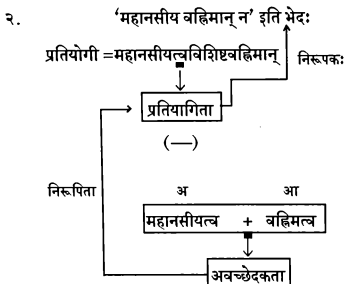 २. 'महानसीय वह्निमान् न' इति भेदः
प्रतियोगी =महानसीयत्वविशिष्टवह्निमान् निरूपकः
प्रतियागिता
(—)
निरूपिता अ आ
महानसीयत्व + वह्निमत्व
अवच्छेदकता